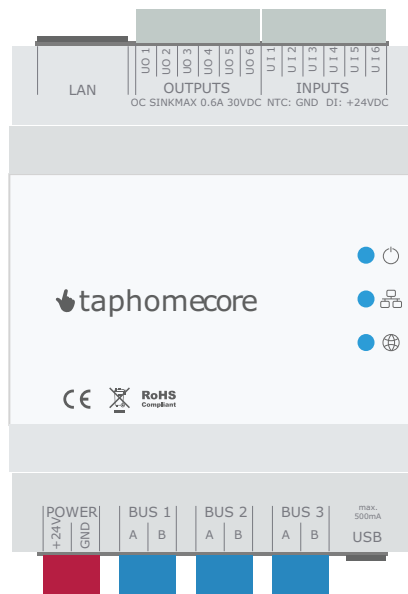 UO 1 UO 2 UO 3 UO 4 UO 5 UO 6 UI 1 UI 2 UI 3 UI 4 UI 5 UI 6
LAN OUTPUTS INPUTS
OC SINKMAX 0.6A 30VDC NTC: GND DI: +24VDC
taphomecore
CE RoHS
Compliant
POWER BUS 1 BUS 2 BUS 3 max.
500mA
+24V GND A B A B A B USB